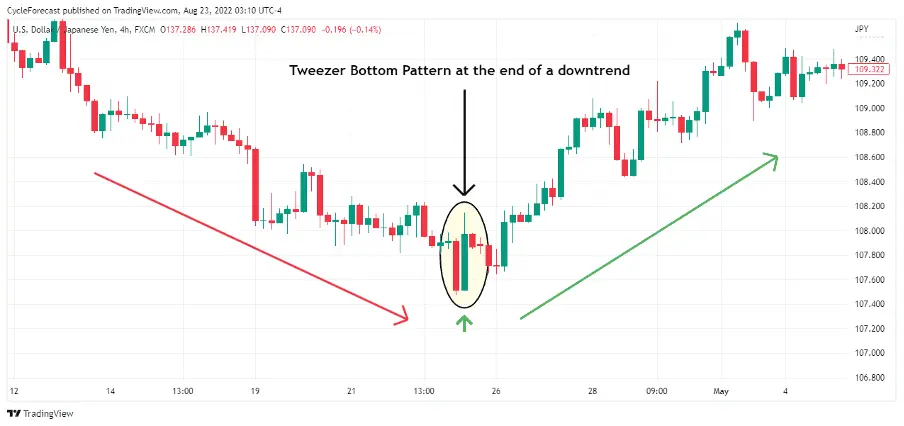 CycleForecast published on TradingView.com, Aug 23, 2022 03:10 UTC-4
U.S. Dollar / Japanese Yen, 4h, FXCM O137.286 H137.419 L137.090 C137.090 -0.196 (-0.14%)
JPY
Tweezer Bottom Pattern at the end of a downtrend
109.400
109.322
109.200
109.000
108.800
108.600
108.400
108.200
108.000
107.800
107.600
107.400
107.200
107.000
106.800
12 14 13:00 19 21 13:00 26 28 09:00 May 4
TradingView